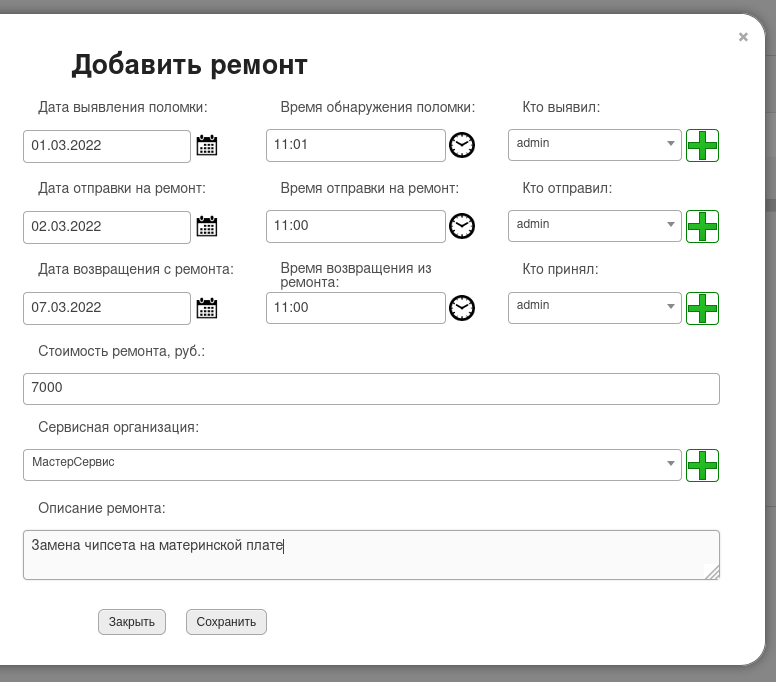 ×
Добавить ремонт
Дата выявления поломки: Время обнаружения поломки: Кто выявил:
01.03.2022 11:01 admin
Дата отправки на ремонт: Время отправки на ремонт: Кто отправил:
02.03.2022 11:00 admin
Дата возвращения с ремонта: Время возвращения из ремонта: Кто принял:
07.03.2022 11:00 admin
Стоимость ремонта, руб.:
7000
Сервисная организация:
МастерСервис
Описание ремонта:
Замена чипсета на материнской плате
Закрыть Сохранить